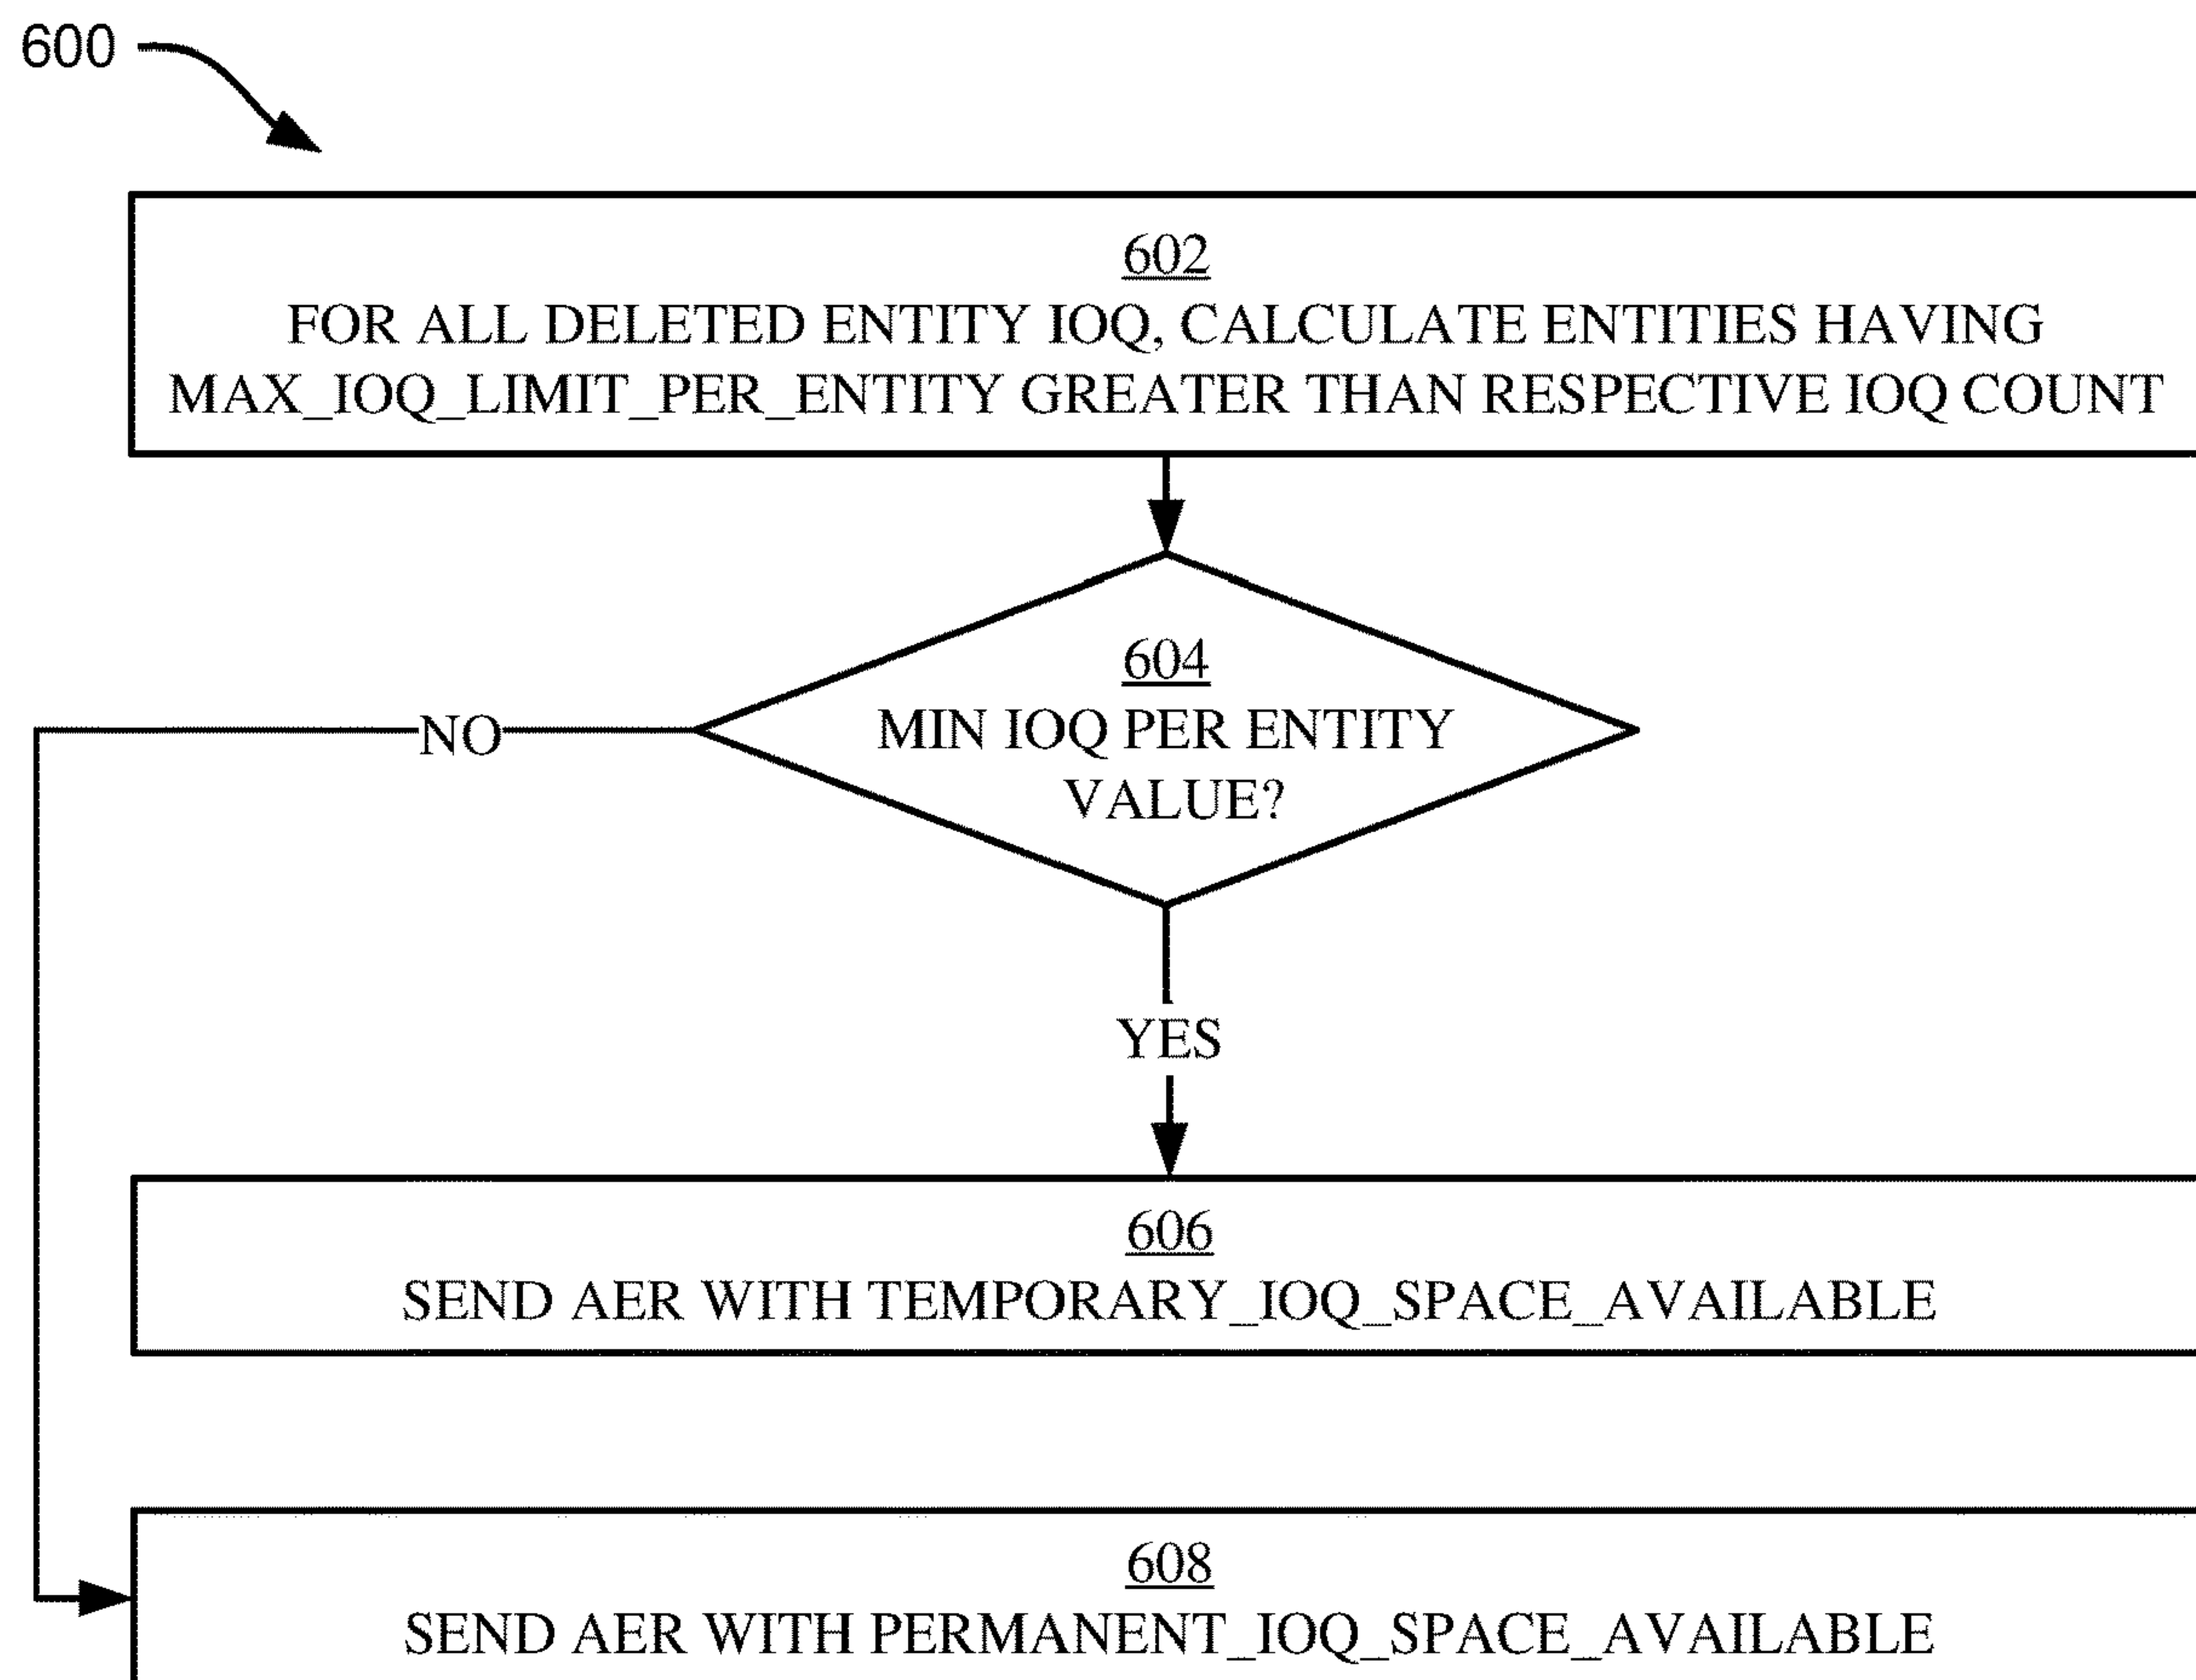 600
602
FOR ALL DELETED ENTITY IOQ, CALCULATE ENTITIES HAVING
MAX_IOQ_LIMIT_PER_ENTITY GREATER THAN RESPECTIVE IOQ COUNT
604
MIN IOQ PER ENTITY
VALUE?
NO
YES
606
SEND AER WITH TEMPORARY_IOQ_SPACE_AVAILABLE
608
SEND AER WITH PERMANENT_IOQ_SPACE_AVAILABLE